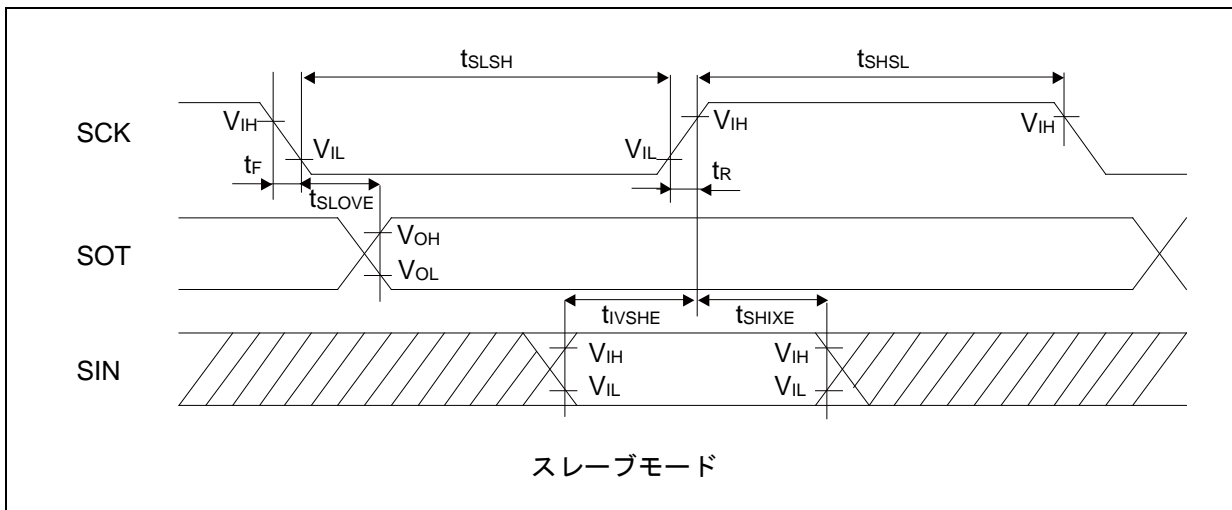 tSLSH tSHSL
SCK VIH VIL VIL VIH VIH
tF tSLOVE tR
SOT VOH VOL
tIVSHE tSHIXE
SIN VIH VIL VIH VIL
スレーブモード